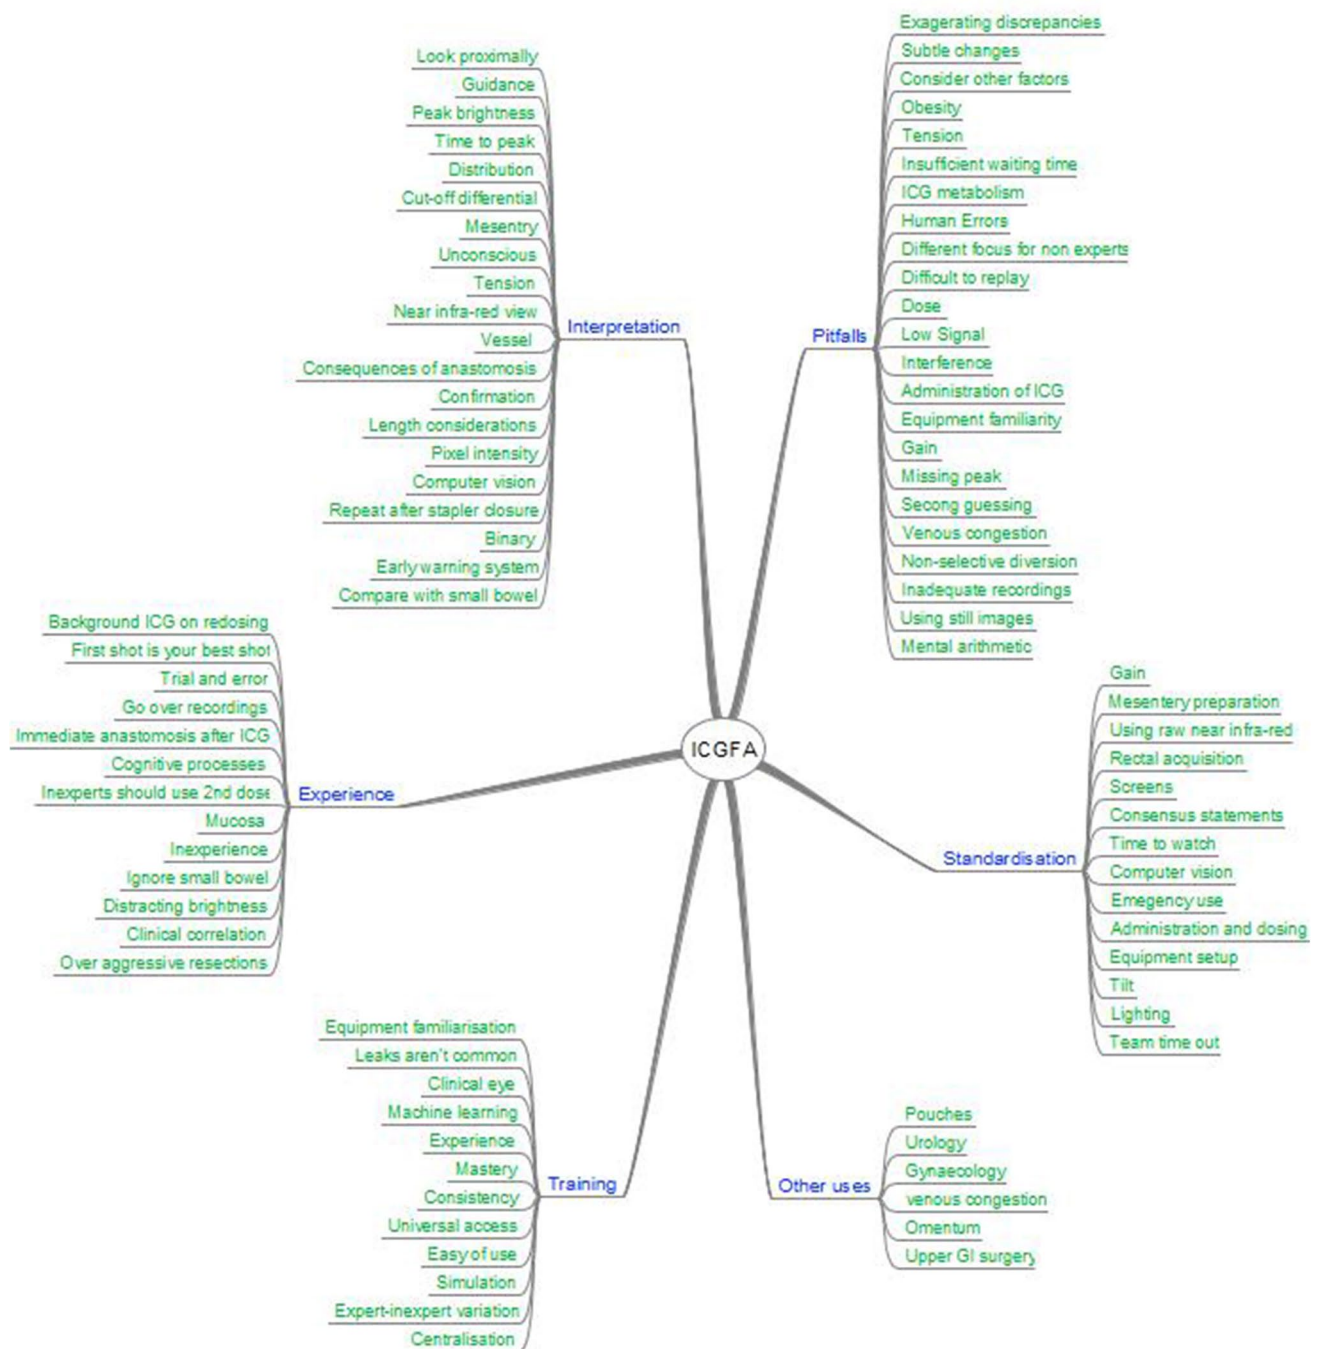 Look proximally
Guidance
Peak brightness
Time to peak
Distribution
Cut-off differential
Mesentry
Unconscious
Tension
Near infra-red view
Vessel
Consequences of anastomosis
Confirmation
Length considerations
Pixel intensity
Computer vision
Repeat after stapler closure
Binary
Early warning system
Compare with small bowel
Interpretation
Exagerating discrepancies
Subtle changes
Consider other factors
Obesity
Tension
Insufficient waiting time
ICG metabolism
Human Errors
Different focus for non experts
Difficult to replay
Dose
Low Signal
Interference
Administration of ICG
Equipment familiarity
Gain
Missing peak
Secong guessing
Venous congestion
Non-selective diversion
Inadequate recordings
Using still images
Mental arithmetic
Pitfalls
Background ICG on redosing
First shot is your best shot
Trial and error
Go over recordings
Immediate anastomosis after ICG
Cognitive processes
Inexperts should use 2nd dose
Mucosa
Inexperience
Ignore small bowel
Distracting brightness
Clinical correlation
Over aggressive resections
Experience
ICGFA
Gain
Mesentery preparation
Using raw near infra-red
Rectal acquisition
Screens
Consensus statements
Time to watch
Computer vision
Emegency use
Administration and dosing
Equipment setup
Tilt
Lighting
Team time out
Standardisation
Equipment familiarisation
Leaks aren't common
Clinical eye
Machine learning
Experience
Mastery
Consistency
Universal access
Easy of use
Simulation
Expert-inexpert variation
Centralisation
Training
Pouches
Urology
Gynaecology
venous congestion
Omentum
Upper GI surgery
Other uses